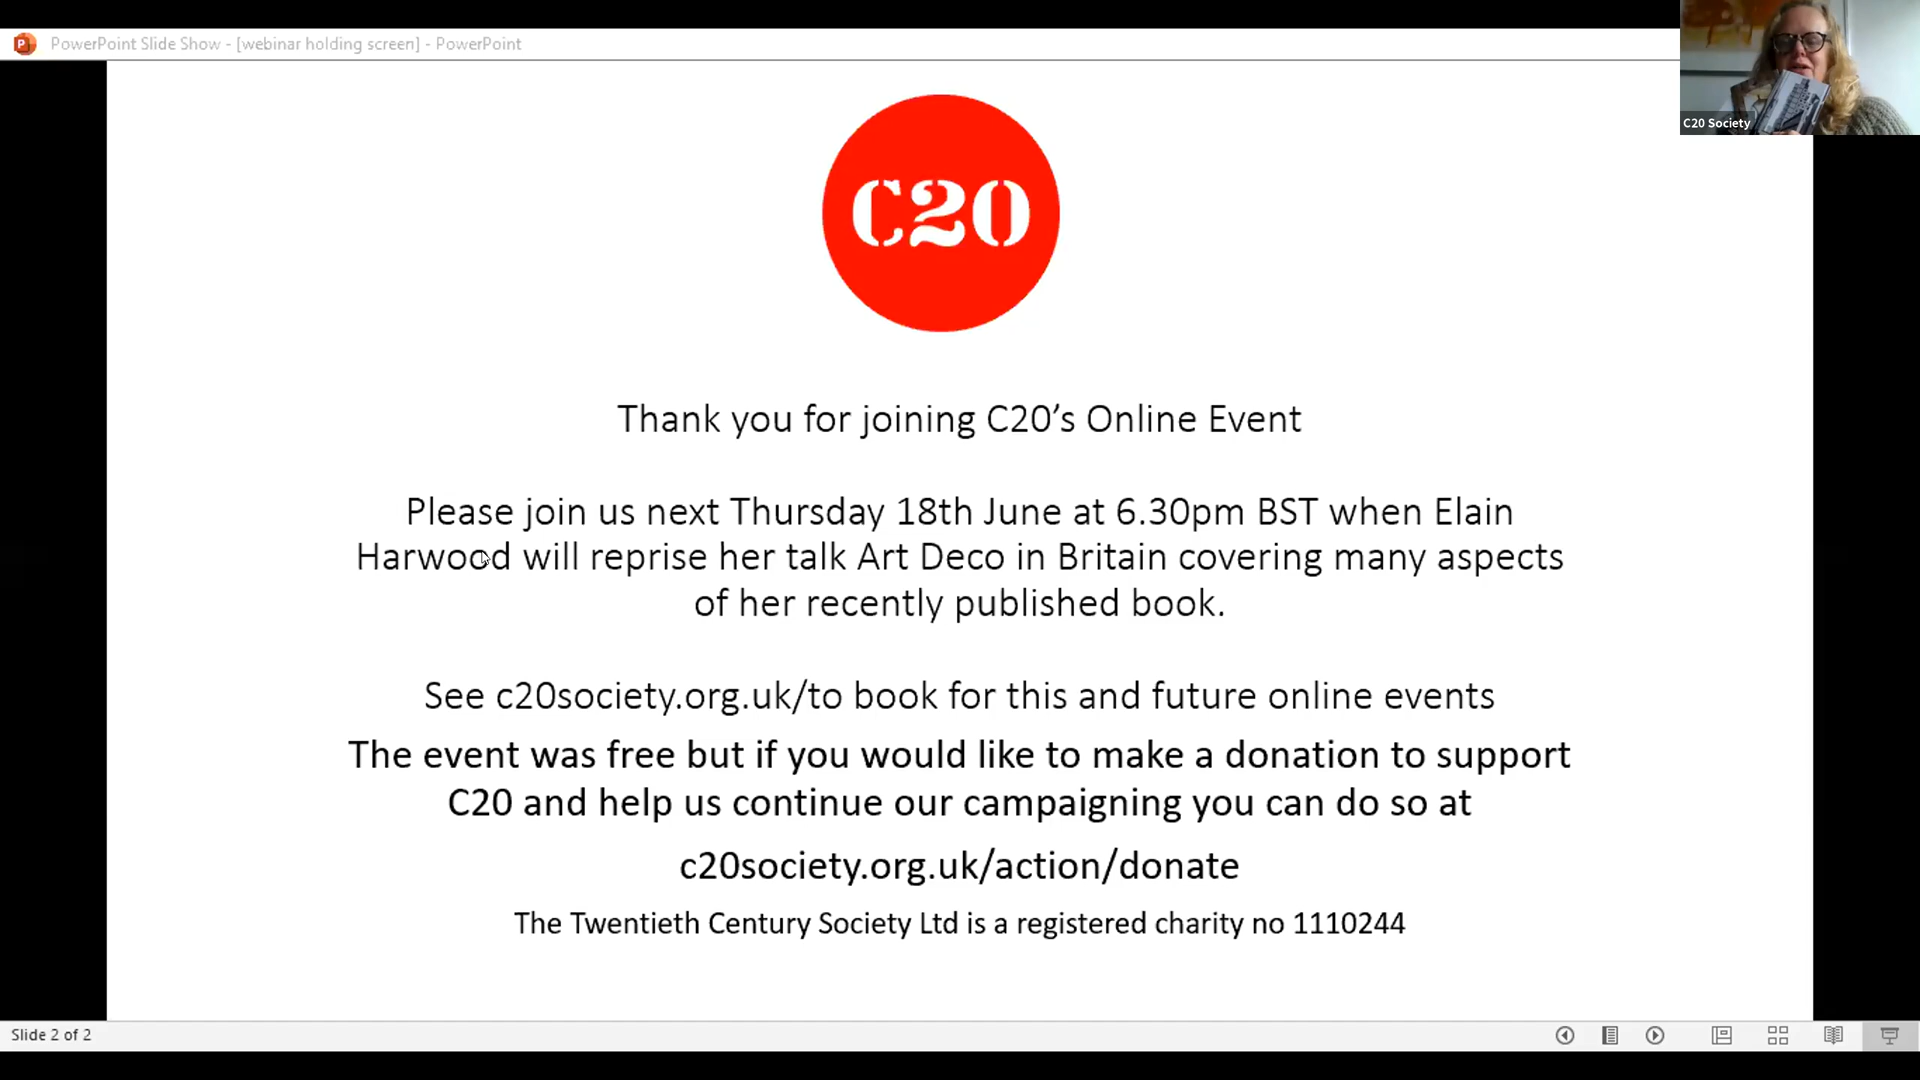 PowerPoint Slide Show - [webinar holding screen] - PowerPoint
C20 Society
C20
Thank you for joining C20’s Online Event
Please join us next Thursday 18th June at 6.30pm BST when Elain
Harwood will reprise her talk Art Deco in Britain covering many aspects
of her recently published book.
See c20society.org.uk/to book for this and future online events
The event was free but if you would like to make a donation to support
C20 and help us continue our campaigning you can do so at
c20society.org.uk/action/donate
The Twentieth Century Society Ltd is a registered charity no 1110244
Slide 2 of 2